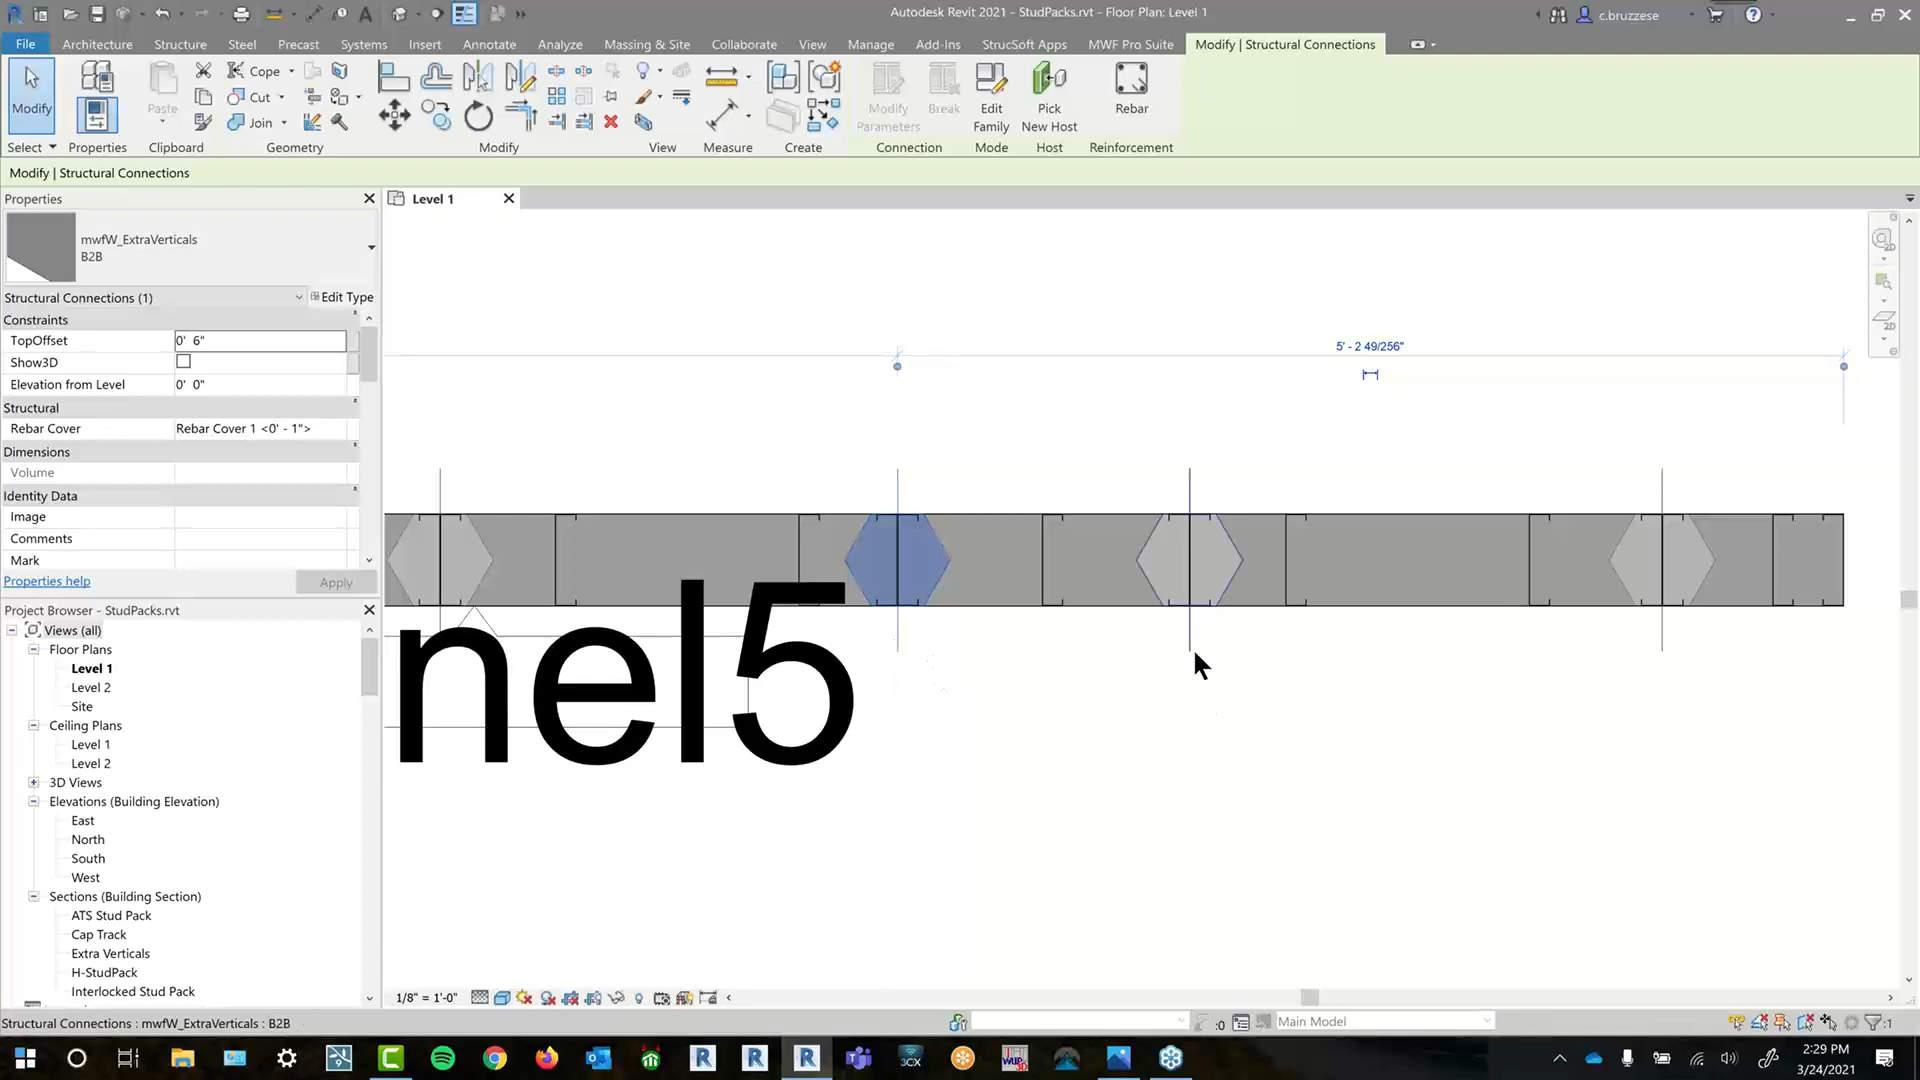 Autodesk Revit 2021 - StudPacks.rvt - Floor Plan: Level 1
c.bruzzese
File Architecture Structure Steel Precast Systems Insert Annotate Analyze Massing & Site Collaborate View Manage Add-Ins StrucSoft Apps MWF Pro Suite Modify | Structural Connections
Modify
Paste
Cope
Cut
Join
Modify Parameters
Break
Edit Family
Pick New Host
Rebar
Select Properties Clipboard Geometry Modify View Measure Create Connection Mode Host Reinforcement
Modify | Structural Connections
Properties
mwfW_ExtraVerticals
B2B
Structural Connections (1)
Edit Type
Constraints
TopOffset 0' 6"
Show3D
Elevation from Level 0' 0"
Structural
Rebar Cover Rebar Cover 1 <0' - 1">
Dimensions
Volume
Identity Data
Image
Comments
Mark
Properties help
Apply
Project Browser - StudPacks.rvt
Views (all)
Floor Plans
Level 1
Level 2
Site
Ceiling Plans
Level 1
Level 2
3D Views
Elevations (Building Elevation)
East
North
South
West
Sections (Building Section)
ATS Stud Pack
Cap Track
Extra Verticals
H-StudPack
Interlocked Stud Pack
Level 1
5' - 2 49/256"
nel5
1/8" = 1'-0"
Structural Connections : mwfW_ExtraVerticals : B2B
:0
Main Model
:1
2:29 PM
3/24/2021